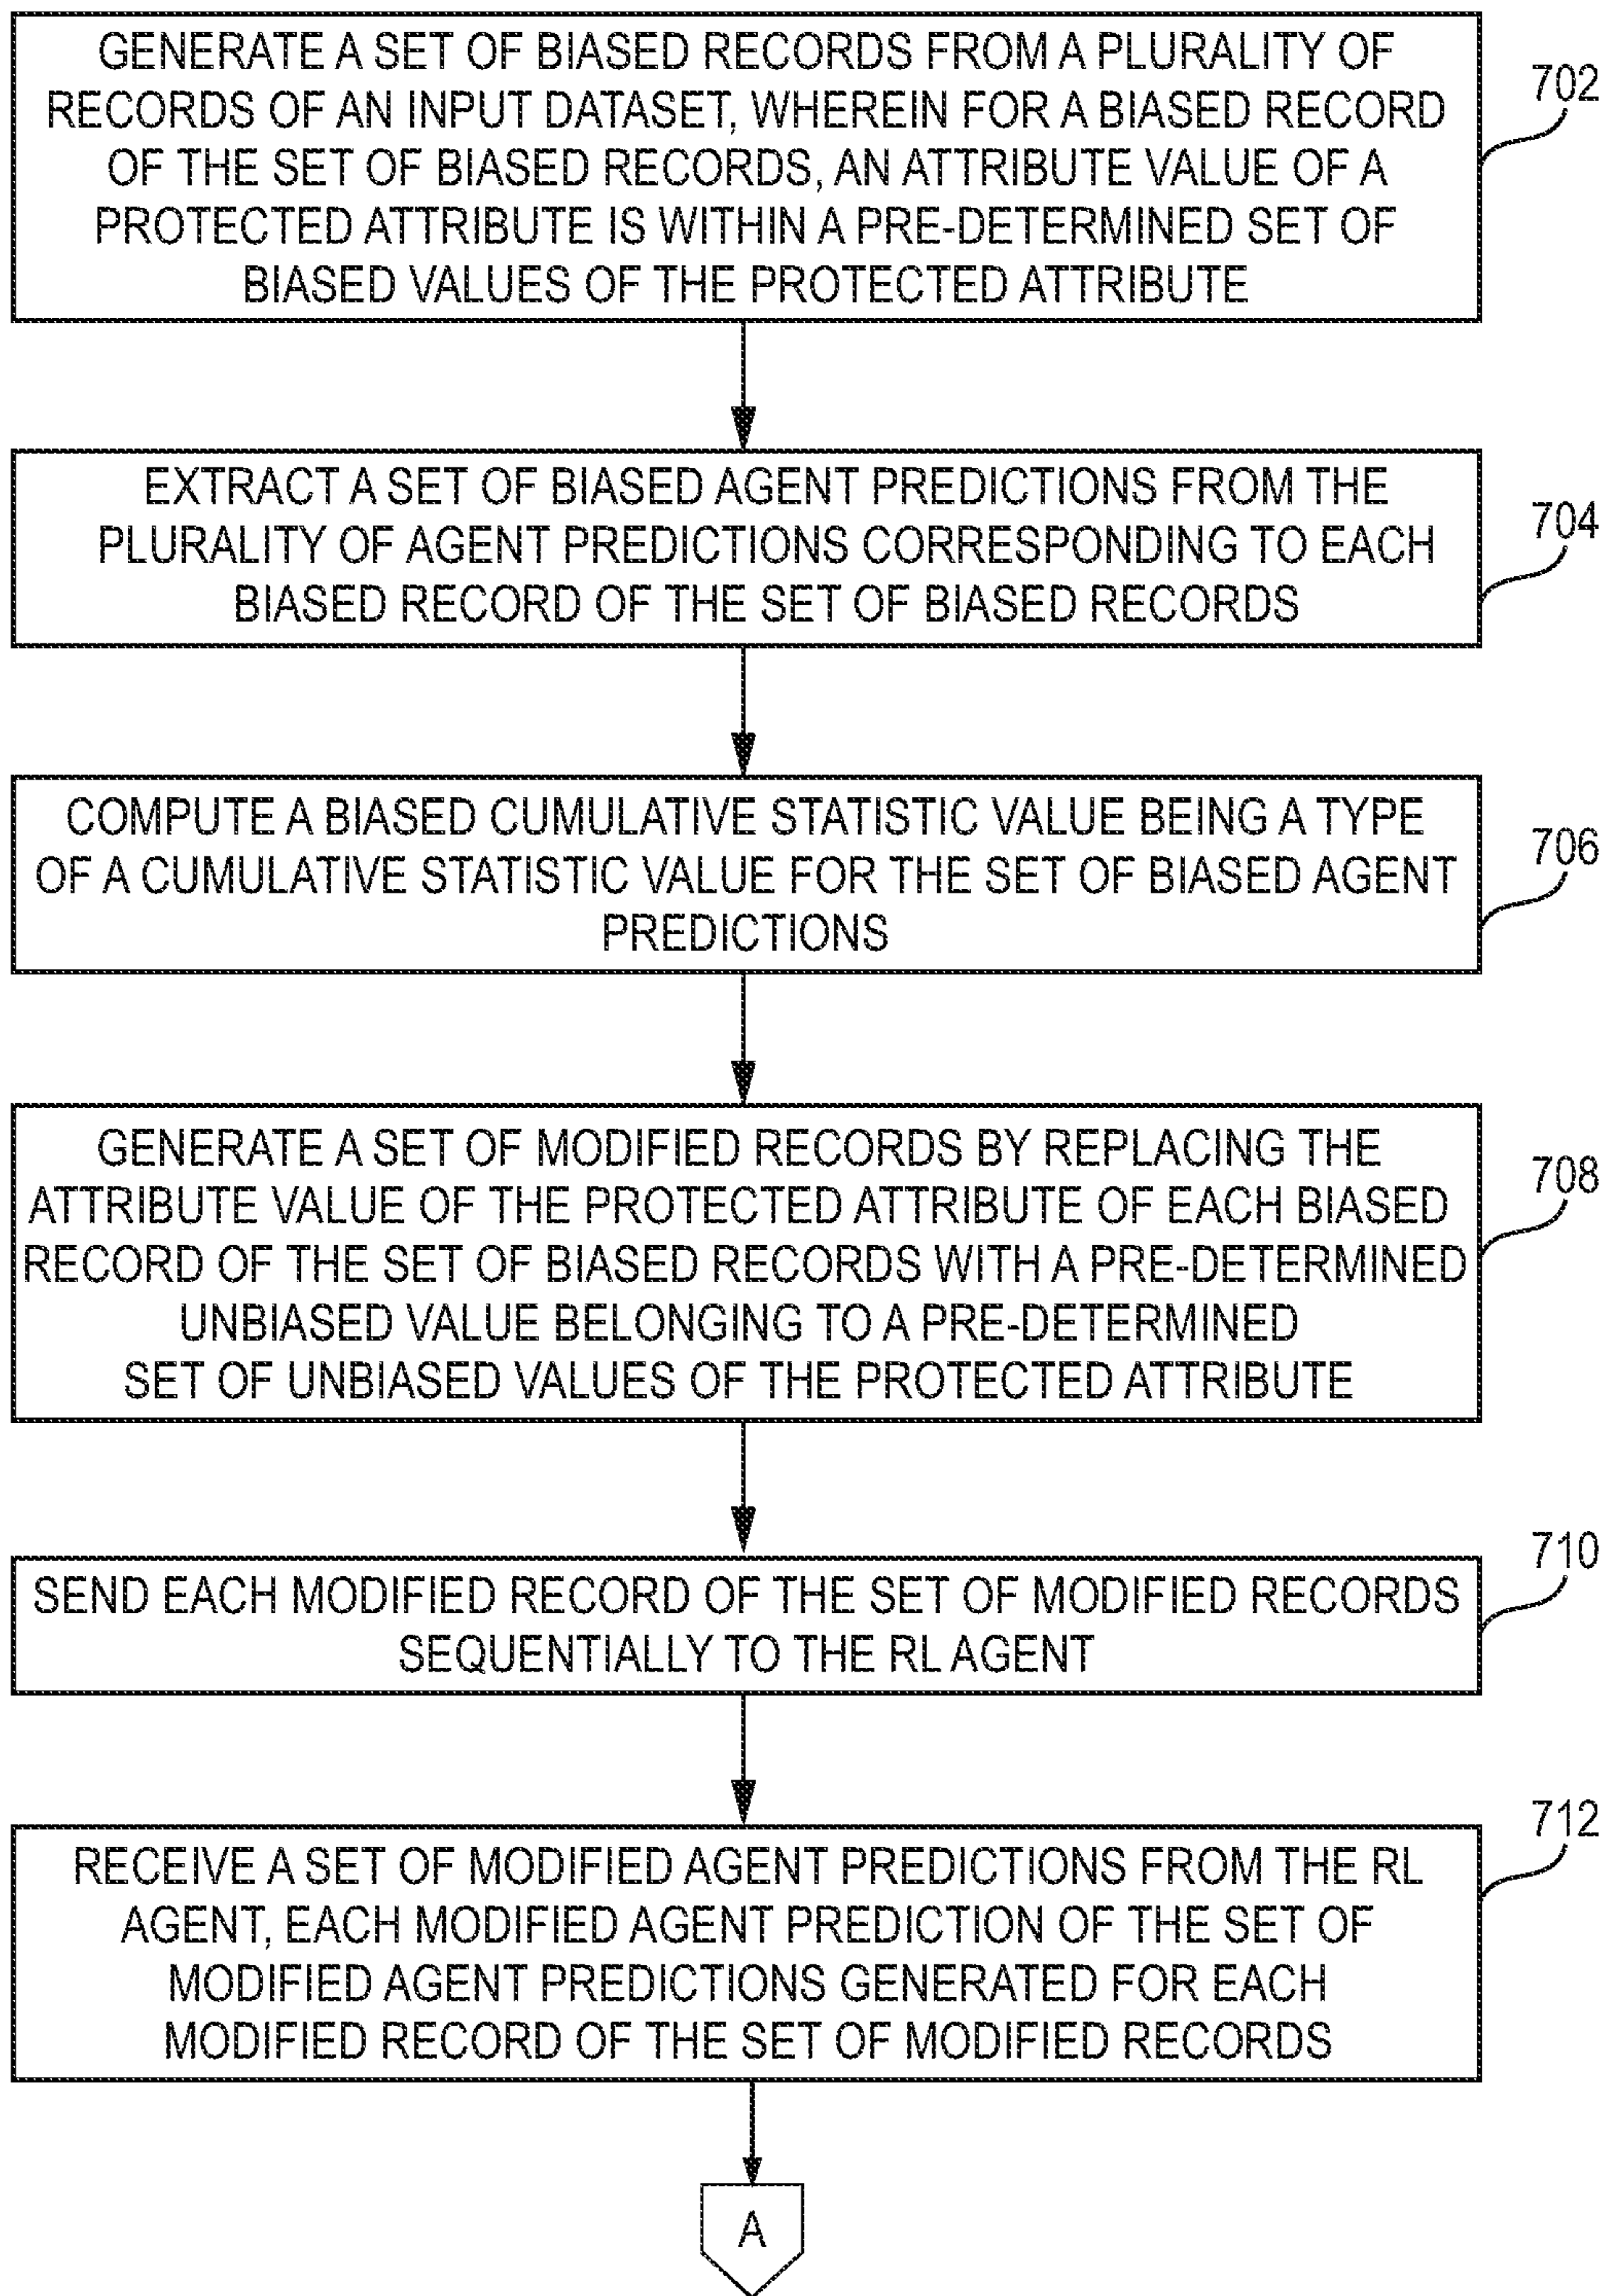 GENERATE A SET OF BIASED RECORDS FROM A PLURALITY OF
RECORDS OF AN INPUT DATASET, WHEREIN FOR A BIASED RECORD
OF THE SET OF BIASED RECORDS, AN ATTRIBUTE VALUE OF A
PROTECTED ATTRIBUTE IS WITHIN A PRE-DETERMINED SET OF
BIASED VALUES OF THE PROTECTED ATTRIBUTE
702
EXTRACT A SET OF BIASED AGENT PREDICTIONS FROM THE
PLURALITY OF AGENT PREDICTIONS CORRESPONDING TO EACH
BIASED RECORD OF THE SET OF BIASED RECORDS
704
COMPUTE A BIASED CUMULATIVE STATISTIC VALUE BEING A TYPE
OF A CUMULATIVE STATISTIC VALUE FOR THE SET OF BIASED AGENT
PREDICTIONS
706
GENERATE A SET OF MODIFIED RECORDS BY REPLACING THE
ATTRIBUTE VALUE OF THE PROTECTED ATTRIBUTE OF EACH BIASED
RECORD OF THE SET OF BIASED RECORDS WITH A PRE-DETERMINED
UNBIASED VALUE BELONGING TO A PRE-DETERMINED
SET OF UNBIASED VALUES OF THE PROTECTED ATTRIBUTE
708
SEND EACH MODIFIED RECORD OF THE SET OF MODIFIED RECORDS
SEQUENTIALLY TO THE RL AGENT
710
RECEIVE A SET OF MODIFIED AGENT PREDICTIONS FROM THE RL
AGENT, EACH MODIFIED AGENT PREDICTION OF THE SET OF
MODIFIED AGENT PREDICTIONS GENERATED FOR EACH
MODIFIED RECORD OF THE SET OF MODIFIED RECORDS
712
A